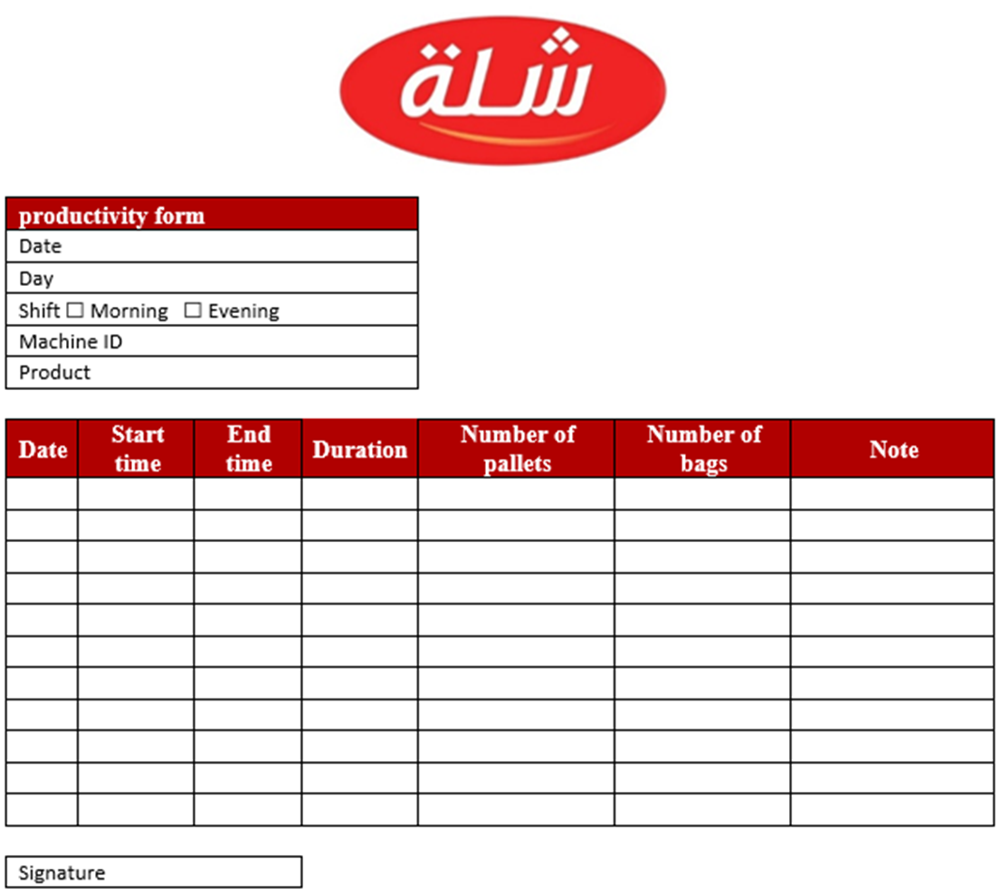 شلة
productivity form
Date
Day
Shift ☐ Morning ☐ Evening
Machine ID
Product
Date Start time End time Duration Number of pallets Number of bags Note
Signature